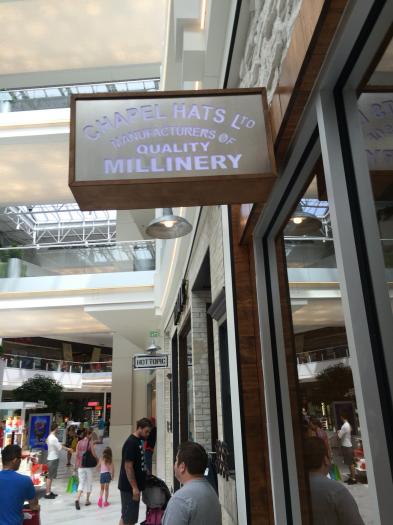 CHAPEL HATS LTD
MANUFACTURERS OF
QUALITY
MILLINERY
HOT TOPIC